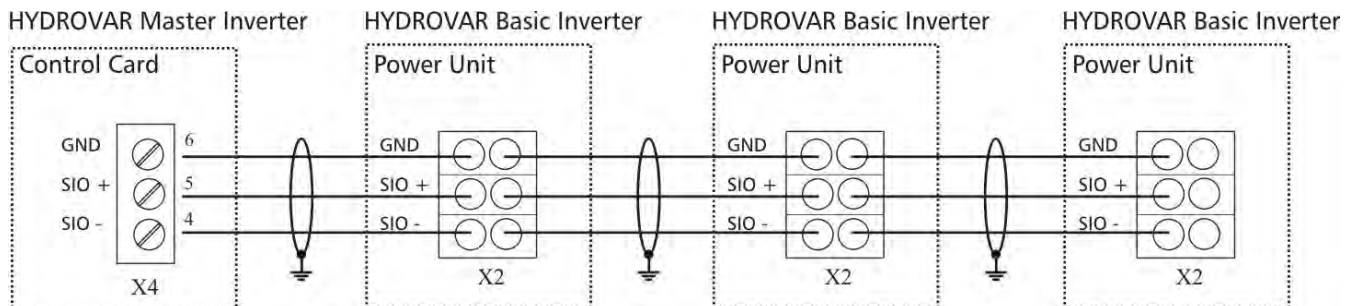 HYDROVAR Master Inverter HYDROVAR Basic Inverter HYDROVAR Basic Inverter HYDROVAR Basic Inverter
Control Card Power Unit Power Unit Power Unit
GND 6 GND GND GND
SIO + 5 SIO + SIO + SIO +
SIO - 4 SIO - SIO - SIO -
X4 X2 X2 X2